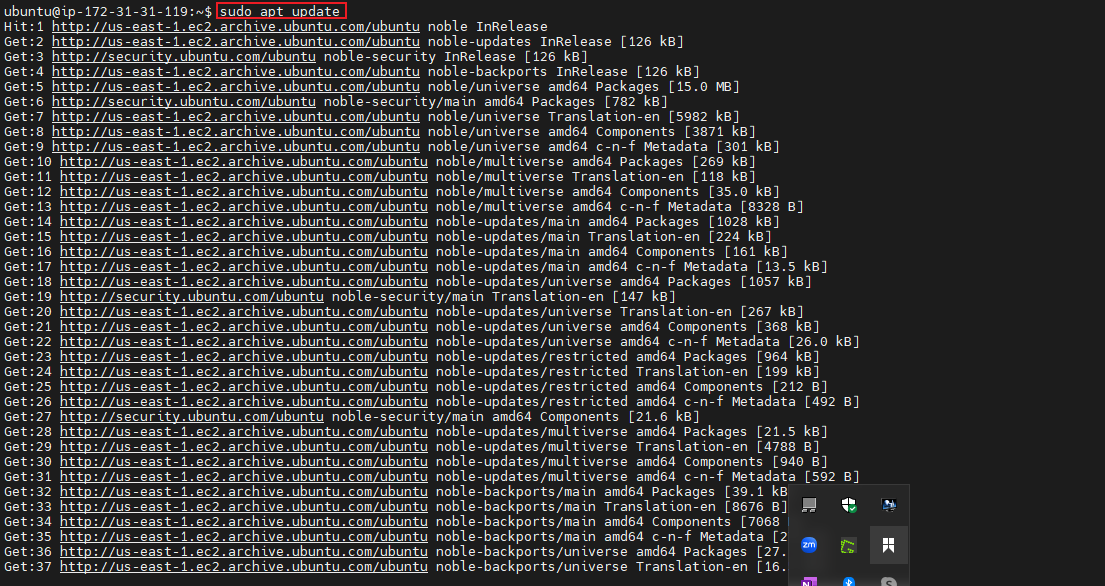 ubuntu@ip-172-31-31-119:~$ sudo apt update
Hit:1 http://us-east-1.ec2.archive.ubuntu.com/ubuntu noble InRelease
Get:2 http://us-east-1.ec2.archive.ubuntu.com/ubuntu noble-updates InRelease [126 kB]
Get:3 http://security.ubuntu.com/ubuntu noble-security InRelease [126 kB]
Get:4 http://us-east-1.ec2.archive.ubuntu.com/ubuntu noble-backports InRelease [126 kB]
Get:5 http://us-east-1.ec2.archive.ubuntu.com/ubuntu noble/universe amd64 Packages [15.0 MB]
Get:6 http://security.ubuntu.com/ubuntu noble-security/main amd64 Packages [782 kB]
Get:7 http://us-east-1.ec2.archive.ubuntu.com/ubuntu noble/universe Translation-en [5982 kB]
Get:8 http://us-east-1.ec2.archive.ubuntu.com/ubuntu noble/universe amd64 Components [3871 kB]
Get:9 http://us-east-1.ec2.archive.ubuntu.com/ubuntu noble/universe amd64 c-n-f Metadata [301 kB]
Get:10 http://us-east-1.ec2.archive.ubuntu.com/ubuntu noble/multiverse amd64 Packages [269 kB]
Get:11 http://us-east-1.ec2.archive.ubuntu.com/ubuntu noble/multiverse Translation-en [118 kB]
Get:12 http://us-east-1.ec2.archive.ubuntu.com/ubuntu noble/multiverse amd64 Components [35.0 kB]
Get:13 http://us-east-1.ec2.archive.ubuntu.com/ubuntu noble/multiverse amd64 c-n-f Metadata [8328 B]
Get:14 http://us-east-1.ec2.archive.ubuntu.com/ubuntu noble-updates/main amd64 Packages [1028 kB]
Get:15 http://us-east-1.ec2.archive.ubuntu.com/ubuntu noble-updates/main Translation-en [224 kB]
Get:16 http://us-east-1.ec2.archive.ubuntu.com/ubuntu noble-updates/main amd64 Components [161 kB]
Get:17 http://us-east-1.ec2.archive.ubuntu.com/ubuntu noble-updates/main amd64 c-n-f Metadata [13.5 kB]
Get:18 http://us-east-1.ec2.archive.ubuntu.com/ubuntu noble-updates/universe amd64 Packages [1057 kB]
Get:19 http://security.ubuntu.com/ubuntu noble-security/main Translation-en [147 kB]
Get:20 http://us-east-1.ec2.archive.ubuntu.com/ubuntu noble-updates/universe Translation-en [267 kB]
Get:21 http://us-east-1.ec2.archive.ubuntu.com/ubuntu noble-updates/universe amd64 Components [368 kB]
Get:22 http://us-east-1.ec2.archive.ubuntu.com/ubuntu noble-updates/universe amd64 c-n-f Metadata [26.0 kB]
Get:23 http://us-east-1.ec2.archive.ubuntu.com/ubuntu noble-updates/restricted amd64 Packages [964 kB]
Get:24 http://us-east-1.ec2.archive.ubuntu.com/ubuntu noble-updates/restricted Translation-en [199 kB]
Get:25 http://us-east-1.ec2.archive.ubuntu.com/ubuntu noble-updates/restricted amd64 Components [212 B]
Get:26 http://us-east-1.ec2.archive.ubuntu.com/ubuntu noble-updates/restricted amd64 c-n-f Metadata [492 B]
Get:27 http://security.ubuntu.com/ubuntu noble-security/main amd64 Components [21.6 kB]
Get:28 http://us-east-1.ec2.archive.ubuntu.com/ubuntu noble-updates/multiverse amd64 Packages [21.5 kB]
Get:29 http://us-east-1.ec2.archive.ubuntu.com/ubuntu noble-updates/multiverse Translation-en [4788 B]
Get:30 http://us-east-1.ec2.archive.ubuntu.com/ubuntu noble-updates/multiverse amd64 Components [940 B]
Get:31 http://us-east-1.ec2.archive.ubuntu.com/ubuntu noble-updates/multiverse amd64 c-n-f Metadata [592 B]
Get:32 http://us-east-1.ec2.archive.ubuntu.com/ubuntu noble-backports/main amd64 Packages [39.1 kB
Get:33 http://us-east-1.ec2.archive.ubuntu.com/ubuntu noble-backports/main Translation-en [8676 B]
Get:34 http://us-east-1.ec2.archive.ubuntu.com/ubuntu noble-backports/main amd64 Components [7068
Get:35 http://us-east-1.ec2.archive.ubuntu.com/ubuntu noble-backports/main amd64 c-n-f Metadata [2
Get:36 http://us-east-1.ec2.archive.ubuntu.com/ubuntu noble-backports/universe amd64 Packages [27.
Get:37 http://us-east-1.ec2.archive.ubuntu.com/ubuntu noble-backports/universe Translation-en [16.
zm
N
S